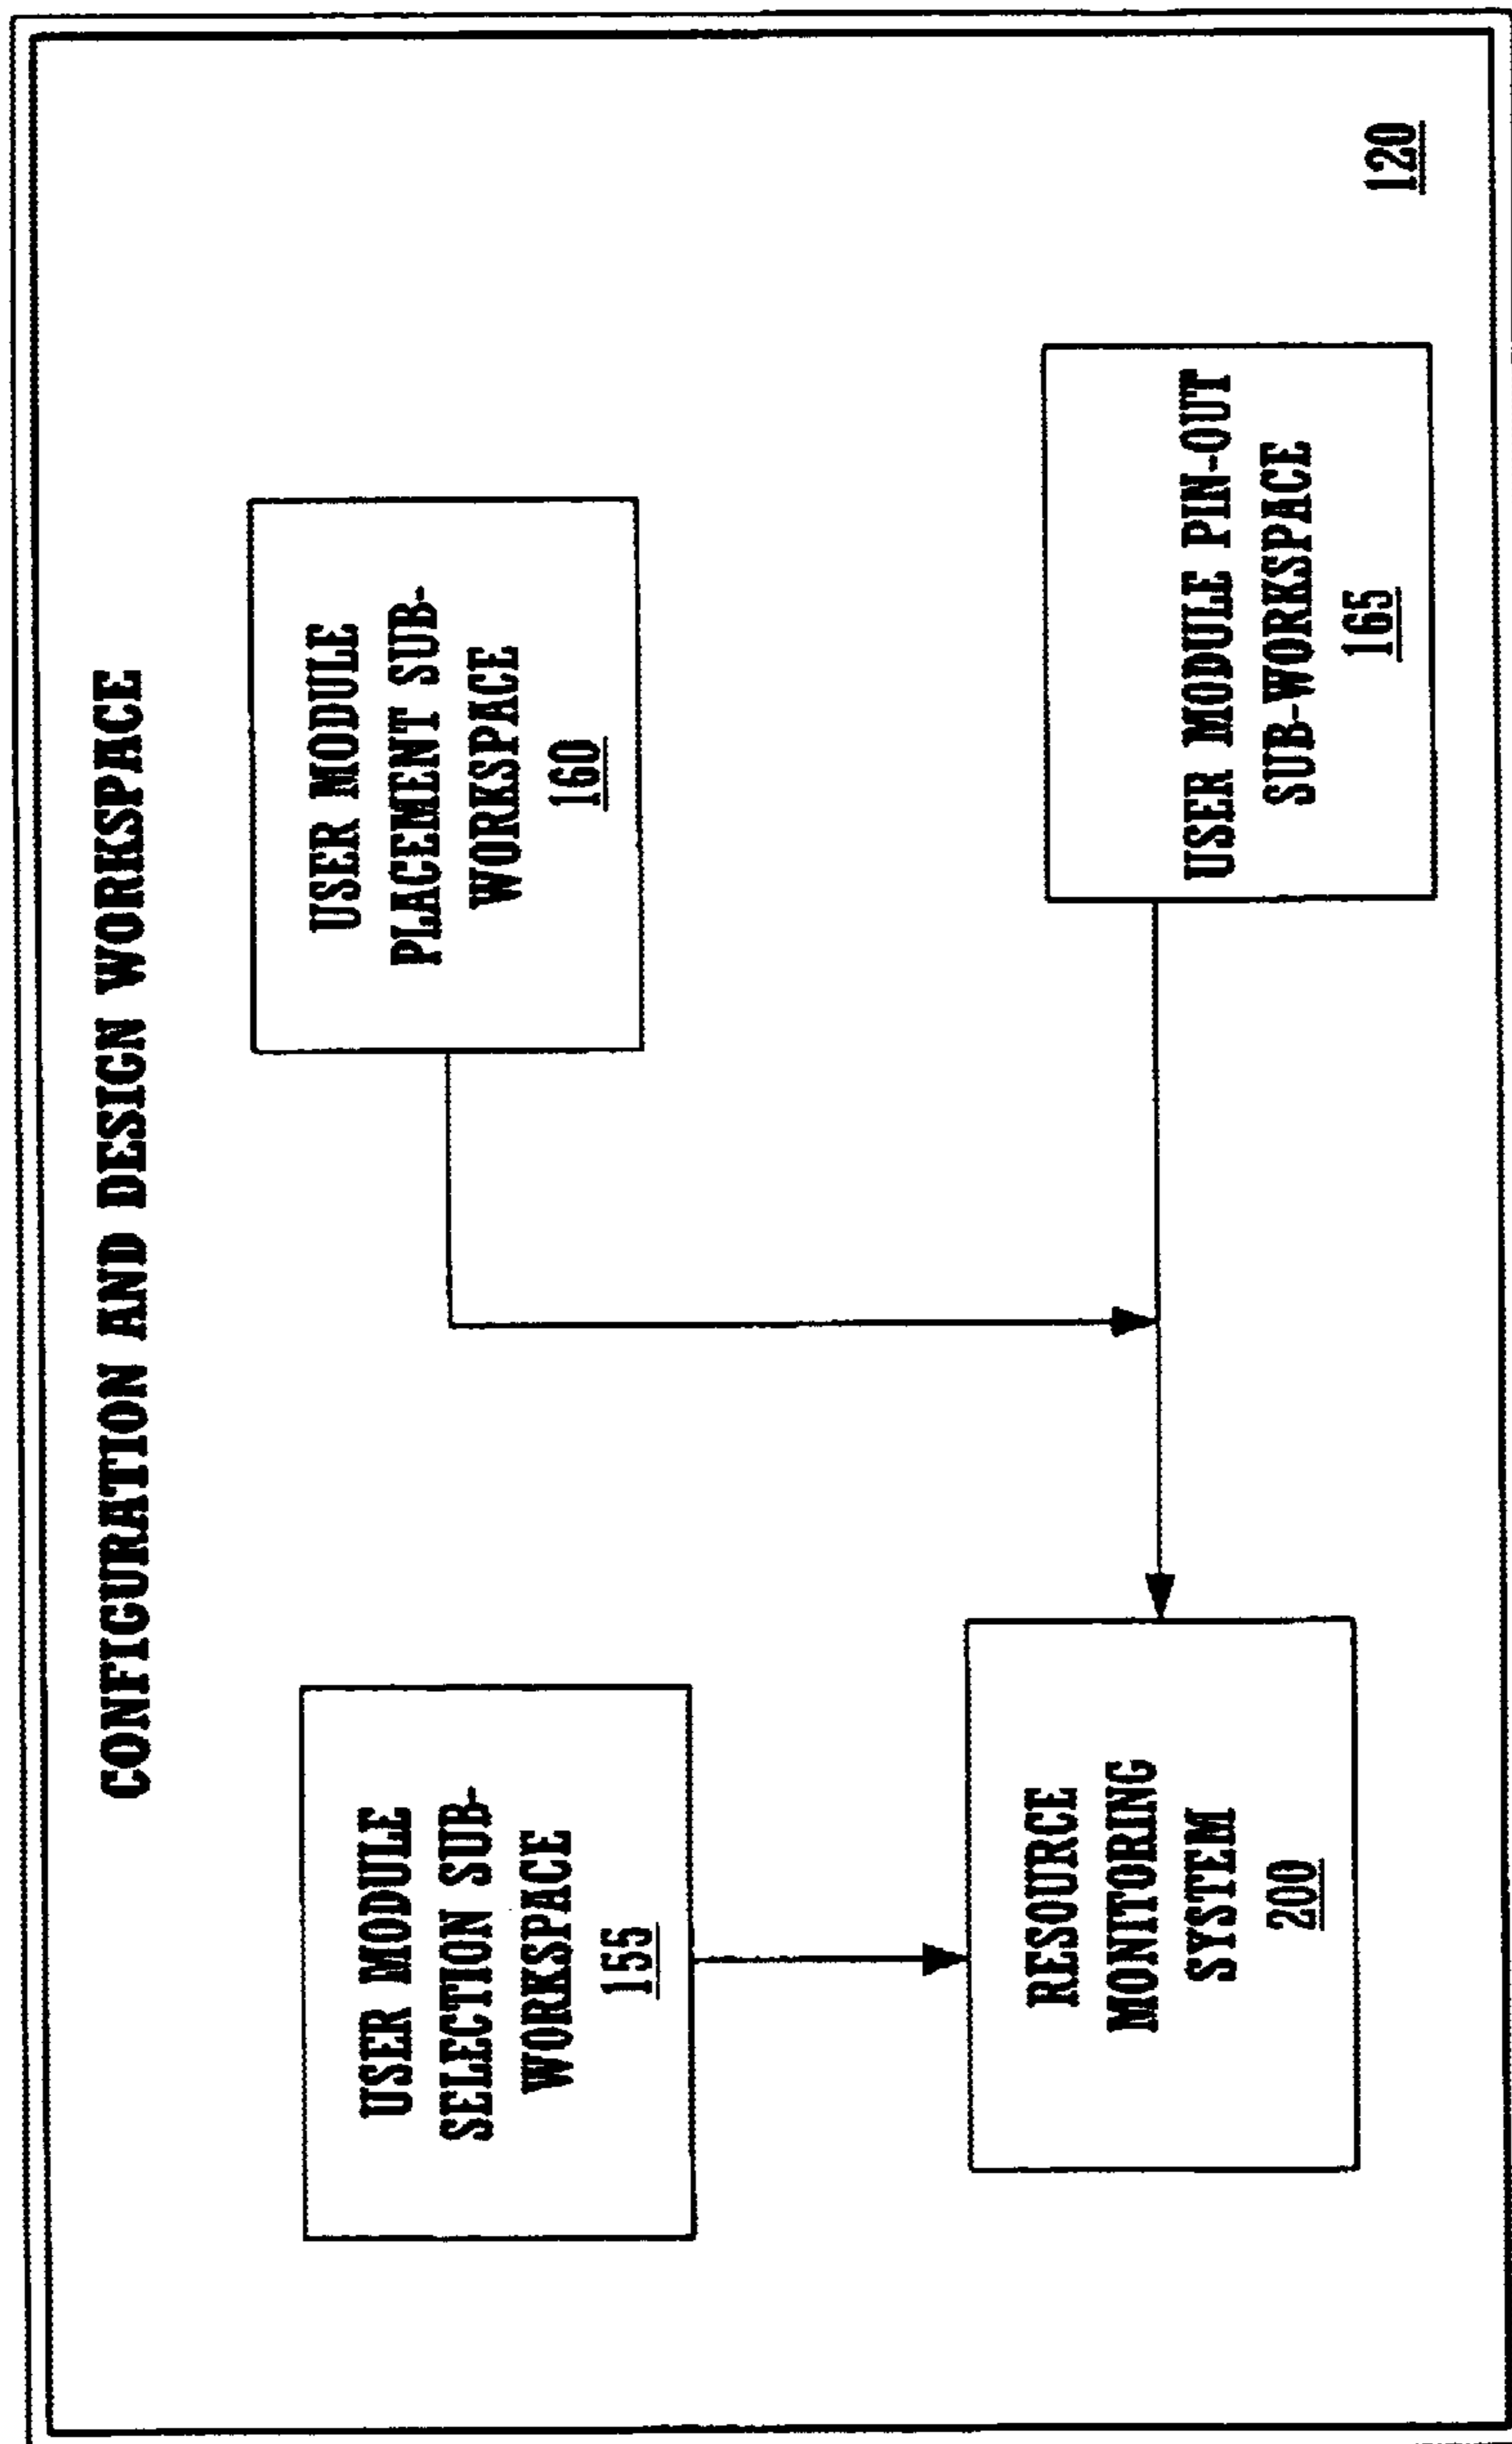 CONFIGURATION AND DESIGN WORKSPACE
USER MODULE
SELECTION SUB-
WORKSPACE
155
USER MODULE
PLACEMENT SUB-
WORKSPACE
160
RESOURCE
MONITORING
SYSTEM
200
USER MODULE PIN-OUT
SUB-WORKSPACE
165
120